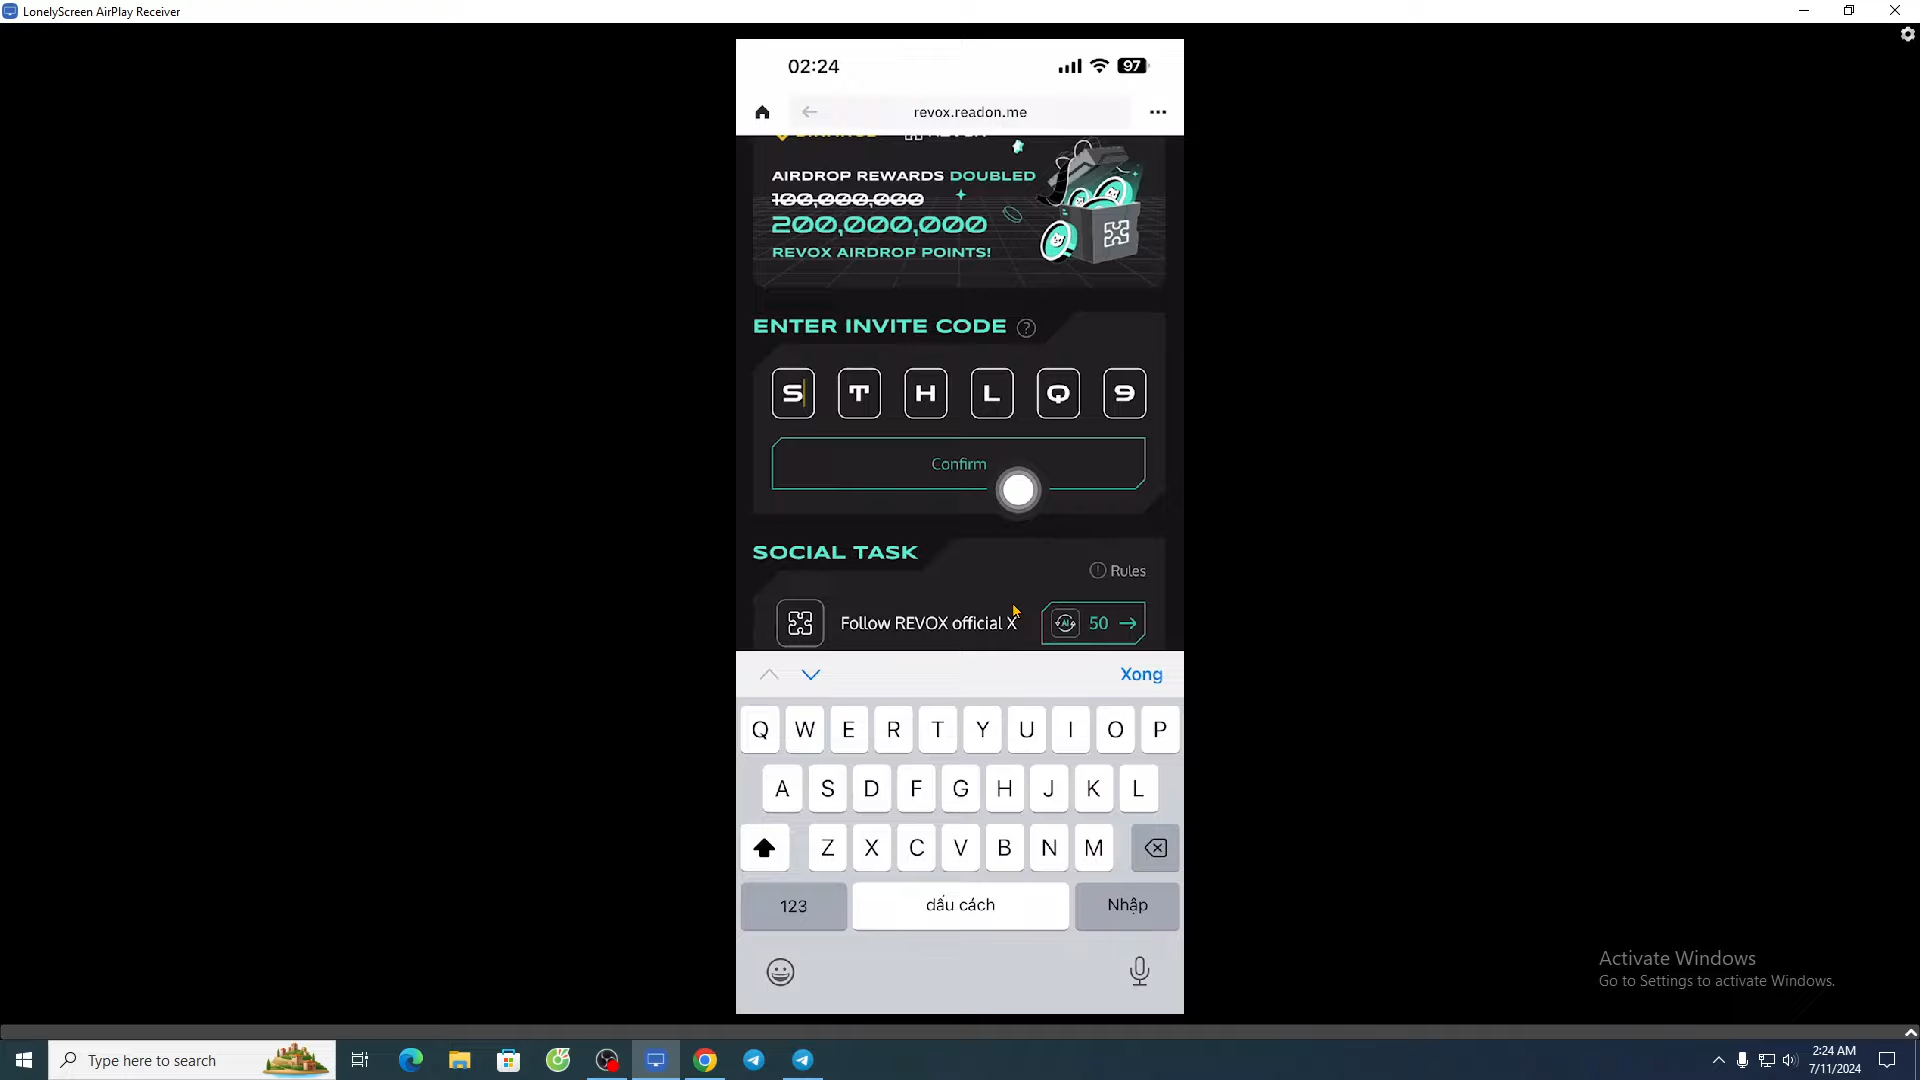 LonelyScreen AirPlay Receiver
02:24
97
revox.readon.me
AIRDROP REWARDS DOUBLED
100,000,000
200,000,000
REVOX AIRDROP POINTS!
ENTER INVITE CODE ?
S T H L Q 9
Confirm
SOCIAL TASK
Rules
Follow REVOX official X
AI 50
Xong
Q W E R T Y U I O P
A S D F G H J K L
Z X C V B N M
123 dấu cách Nhập
Activate Windows
Go to Settings to activate Windows.
Type here to search
2:24 AM
7/11/2024